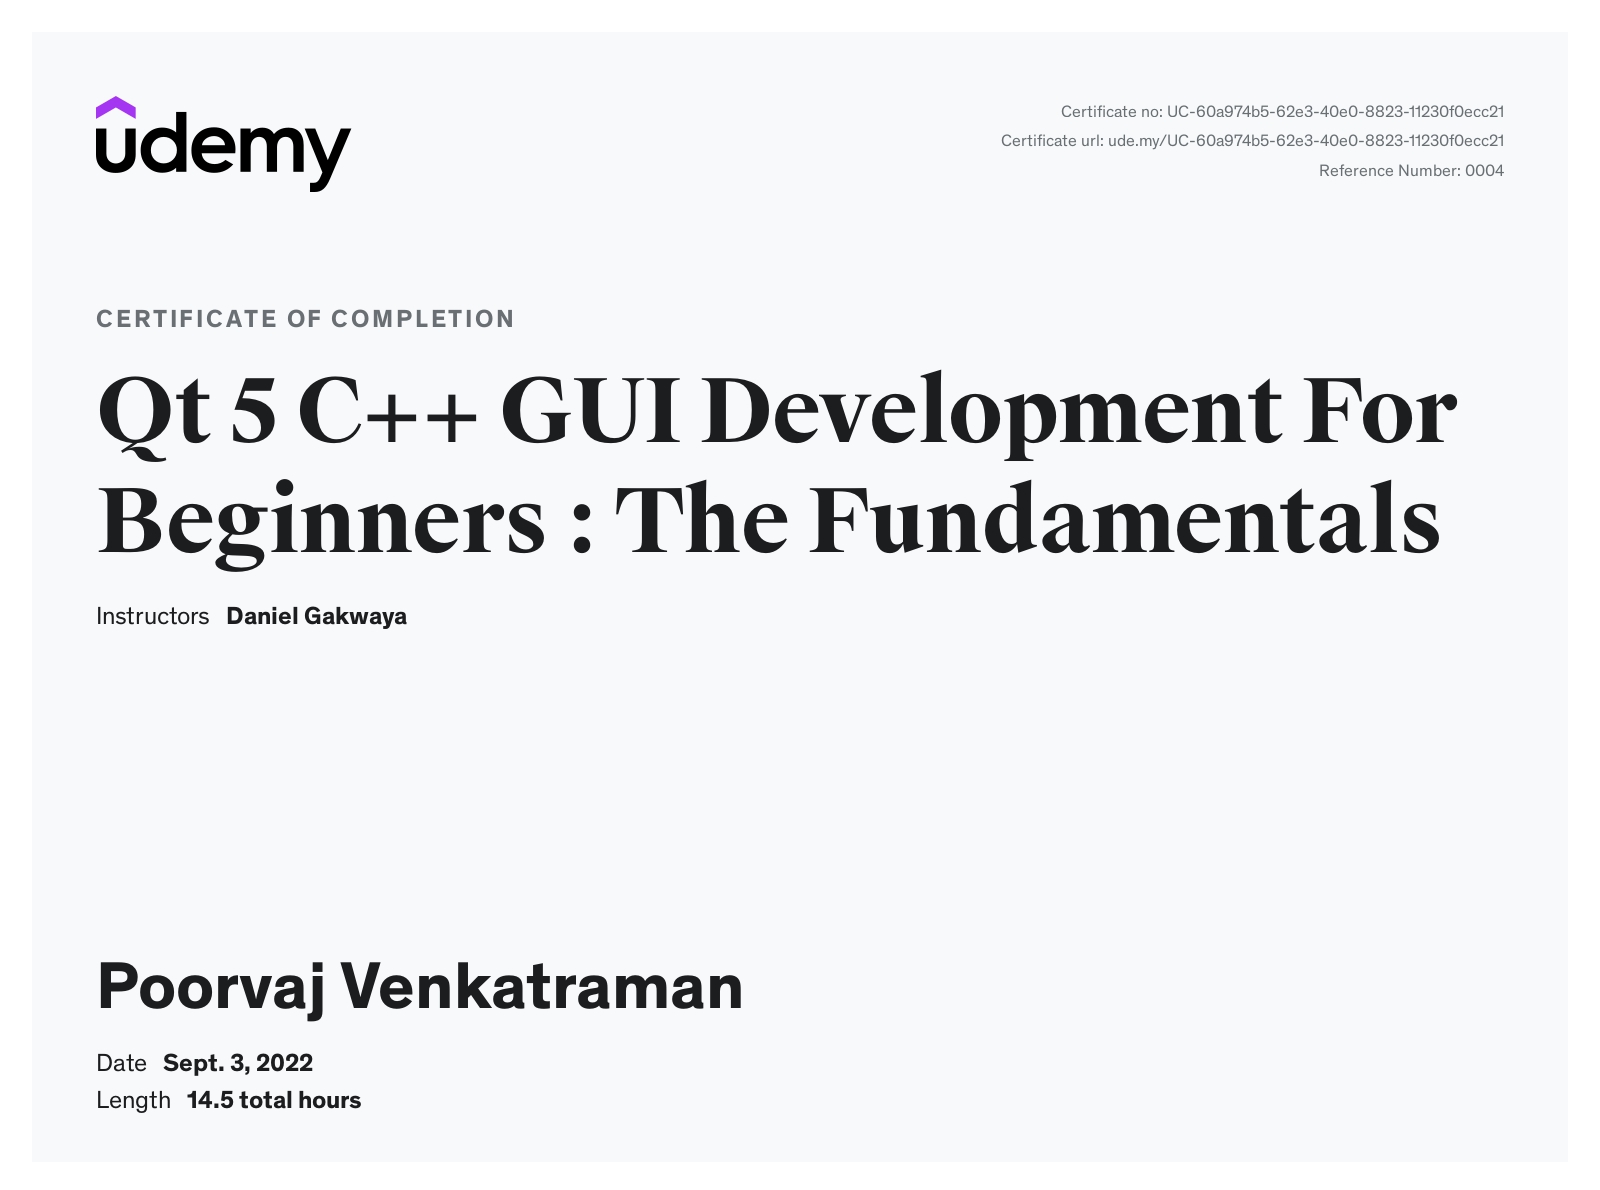 udemy
Certificate no: UC-60a974b5-62e3-40e0-8823-11230f0ecc21
Certificate url: ude.my/UC-60a974b5-62e3-40e0-8823-11230f0ecc21
Reference Number: 0004
CERTIFICATE OF COMPLETION
Qt 5 C++ GUI Development For
Beginners : The Fundamentals
Instructors Daniel Gakwaya
Poorvaj Venkatraman
Date Sept. 3, 2022
Length 14.5 total hours